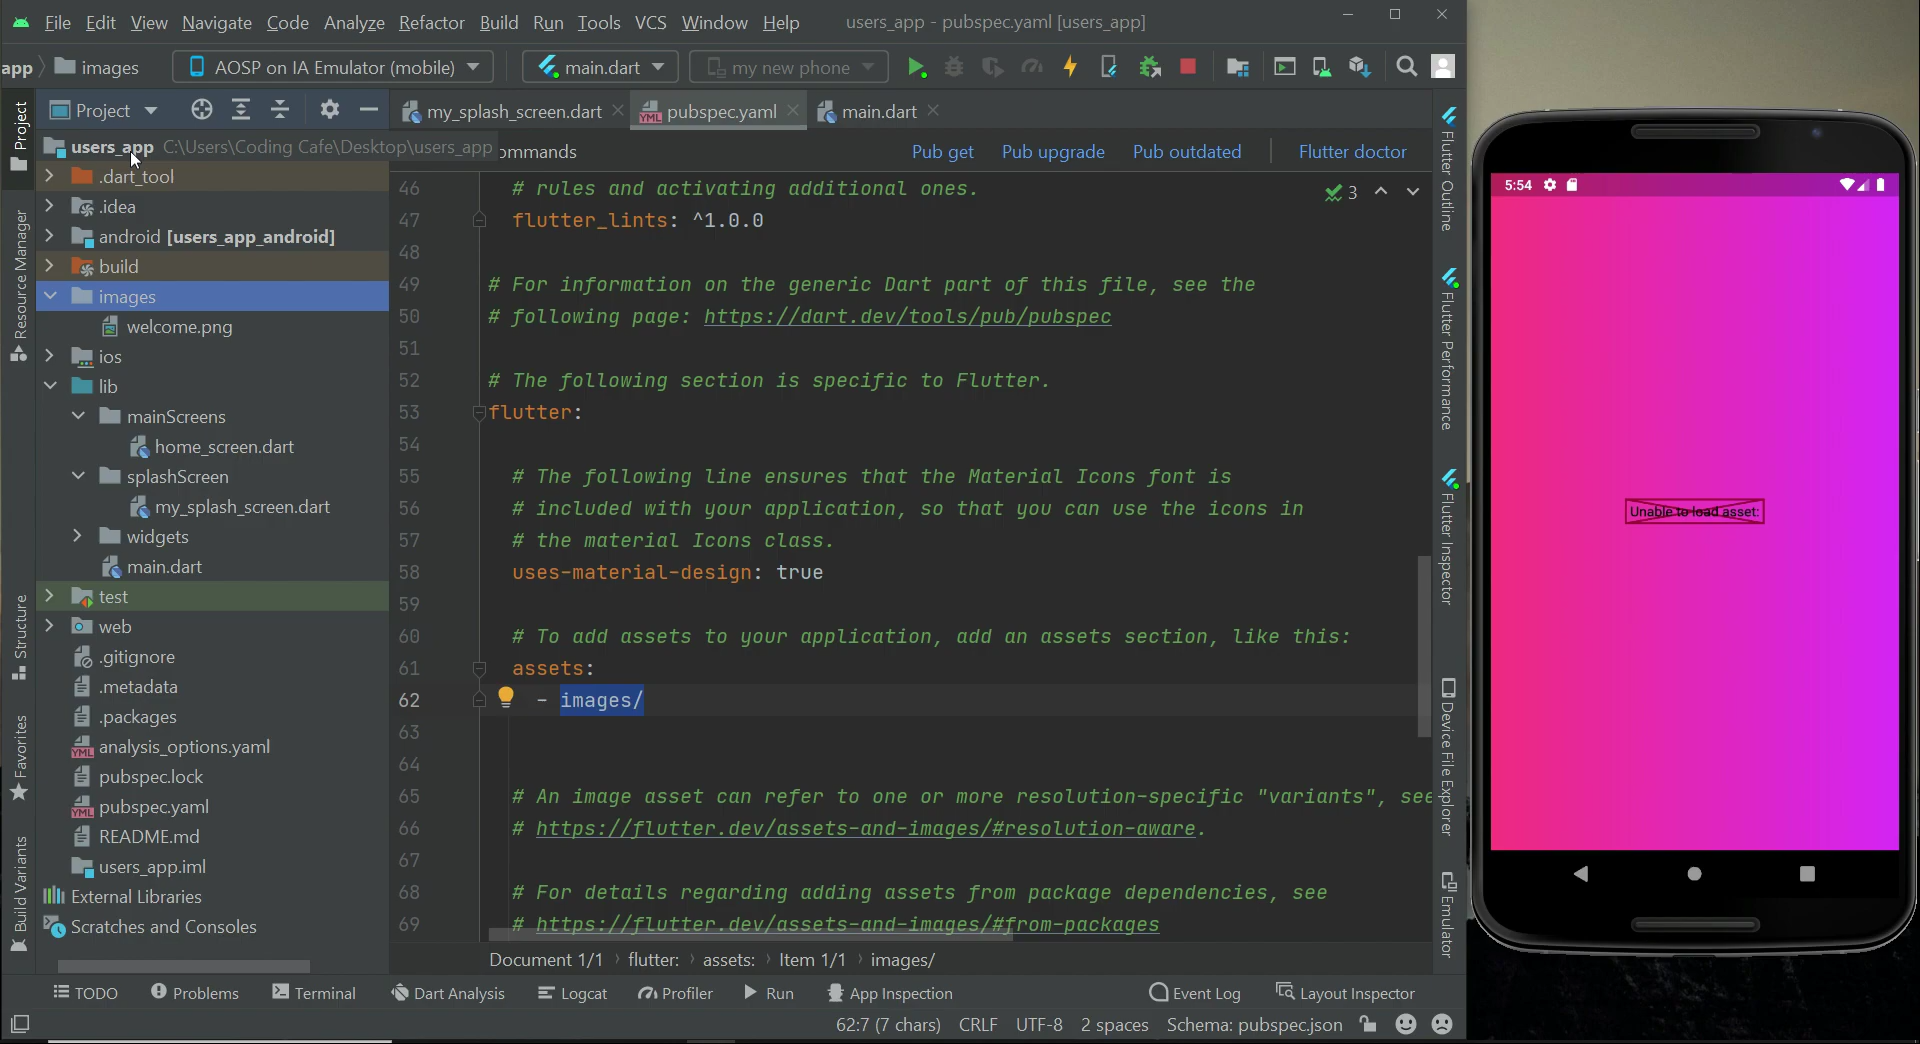 File Edit View Navigate Code Analyze Refactor Build Run Tools VCS Window Help users_app - pubspec.yaml [users_app]
app images AOSP on IA Emulator (mobile) main.dart my new phone
Project my_splash_screen.dart pubspec.yaml main.dart
users_app C:\Users\Coding Cafe\Desktop\users_app ommands Pub get Pub upgrade Pub outdated Flutter doctor
.dart_tool
.idea
android [users_app_android]
build
images
welcome.png
ios
lib
mainScreens
home_screen.dart
splashScreen
my_splash_screen.dart
widgets
main.dart
test
web
.gitignore
.metadata
.packages
analysis_options.yaml
pubspec.lock
pubspec.yaml
README.md
users_app.iml
External Libraries
Scratches and Consoles
46 # rules and activating additional ones.
47 flutter_lints: ^1.0.0
48
49 # For information on the generic Dart part of this file, see the
50 # following page: https://dart.dev/tools/pub/pubspec
51
52 # The following section is specific to Flutter.
53 flutter:
54
55 # The following line ensures that the Material Icons font is
56 # included with your application, so that you can use the icons in
57 # the material Icons class.
58 uses-material-design: true
59
60 # To add assets to your application, add an assets section, like this:
61 assets:
62 - images/
63
64
65 # An image asset can refer to one or more resolution-specific "variants", see
66 # https://flutter.dev/assets-and-images/#resolution-aware.
67
68 # For details regarding adding assets from package dependencies, see
69 # https://flutter.dev/assets-and-images/#from-packages
3
Document 1/1 flutter: assets: Item 1/1 images/
TODO Problems Terminal Dart Analysis Logcat Profiler Run App Inspection Event Log Layout Inspector
62:7 (7 chars) CRLF UTF-8 2 spaces Schema: pubspec.json
Project
Resource Manager
Structure
Favorites
Build Variants
Flutter Outline
Flutter Performance
Flutter Inspector
Device File Explorer
Emulator
5:54
Unable to load asset: